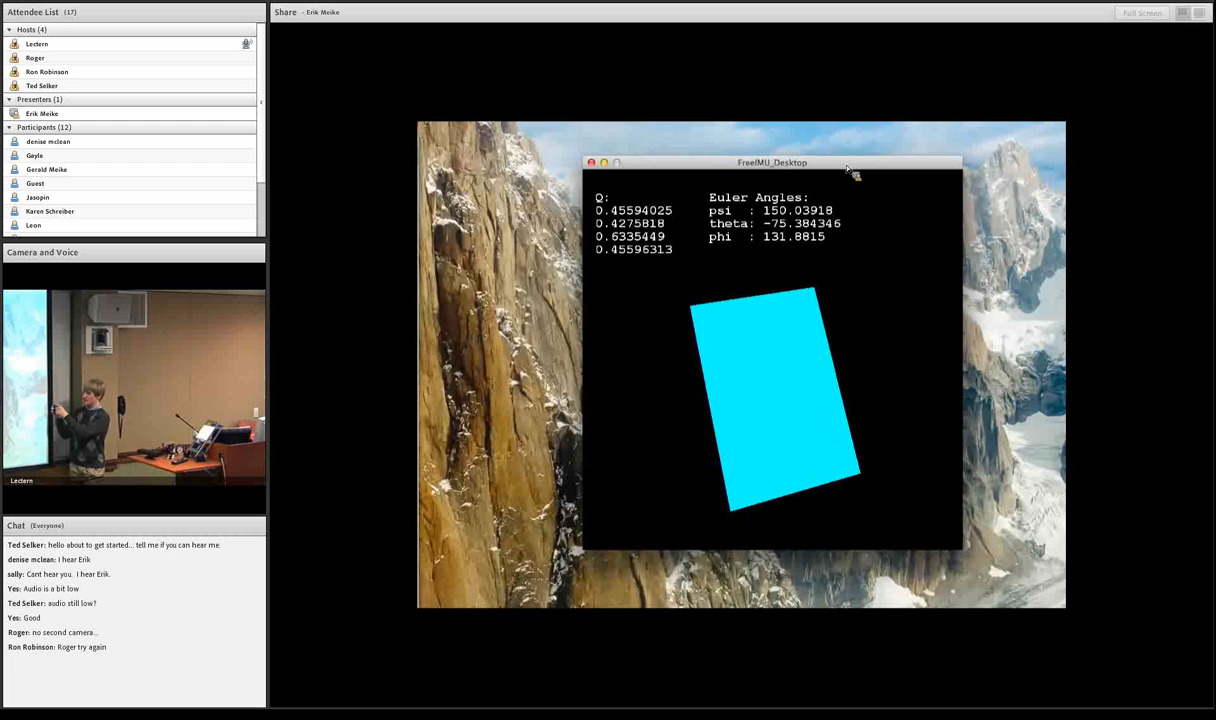 Attendee List (17)
Hosts (4)
Lectern
Roger
Ron Robinson
Ted Selker
Presenters (1)
Erik Meike
Participants (12)
denise mclean
Gayle
Gerald Meike
Guest
Jasopin
Karen Schreiber
Leon
Camera and Voice
Lectern
Chat (Everyone)
Ted Selker: hello about to get started... tell me if you can hear me.
denise mclean: I hear Erik
sally: Cant hear you. I hear Erik.
Yes: Audio is a bit low
Ted Selker: audio still low?
Yes: Good
Roger: no second camera...
Ron Robinson: Roger try again
Share - Erik Meike
Full Screen
FreeIMU_Desktop
Q: Euler Angles:
0.45594025 psi : 150.03918
0.4275818 theta: -75.384346
0.6335449 phi : 131.8815
0.45596313